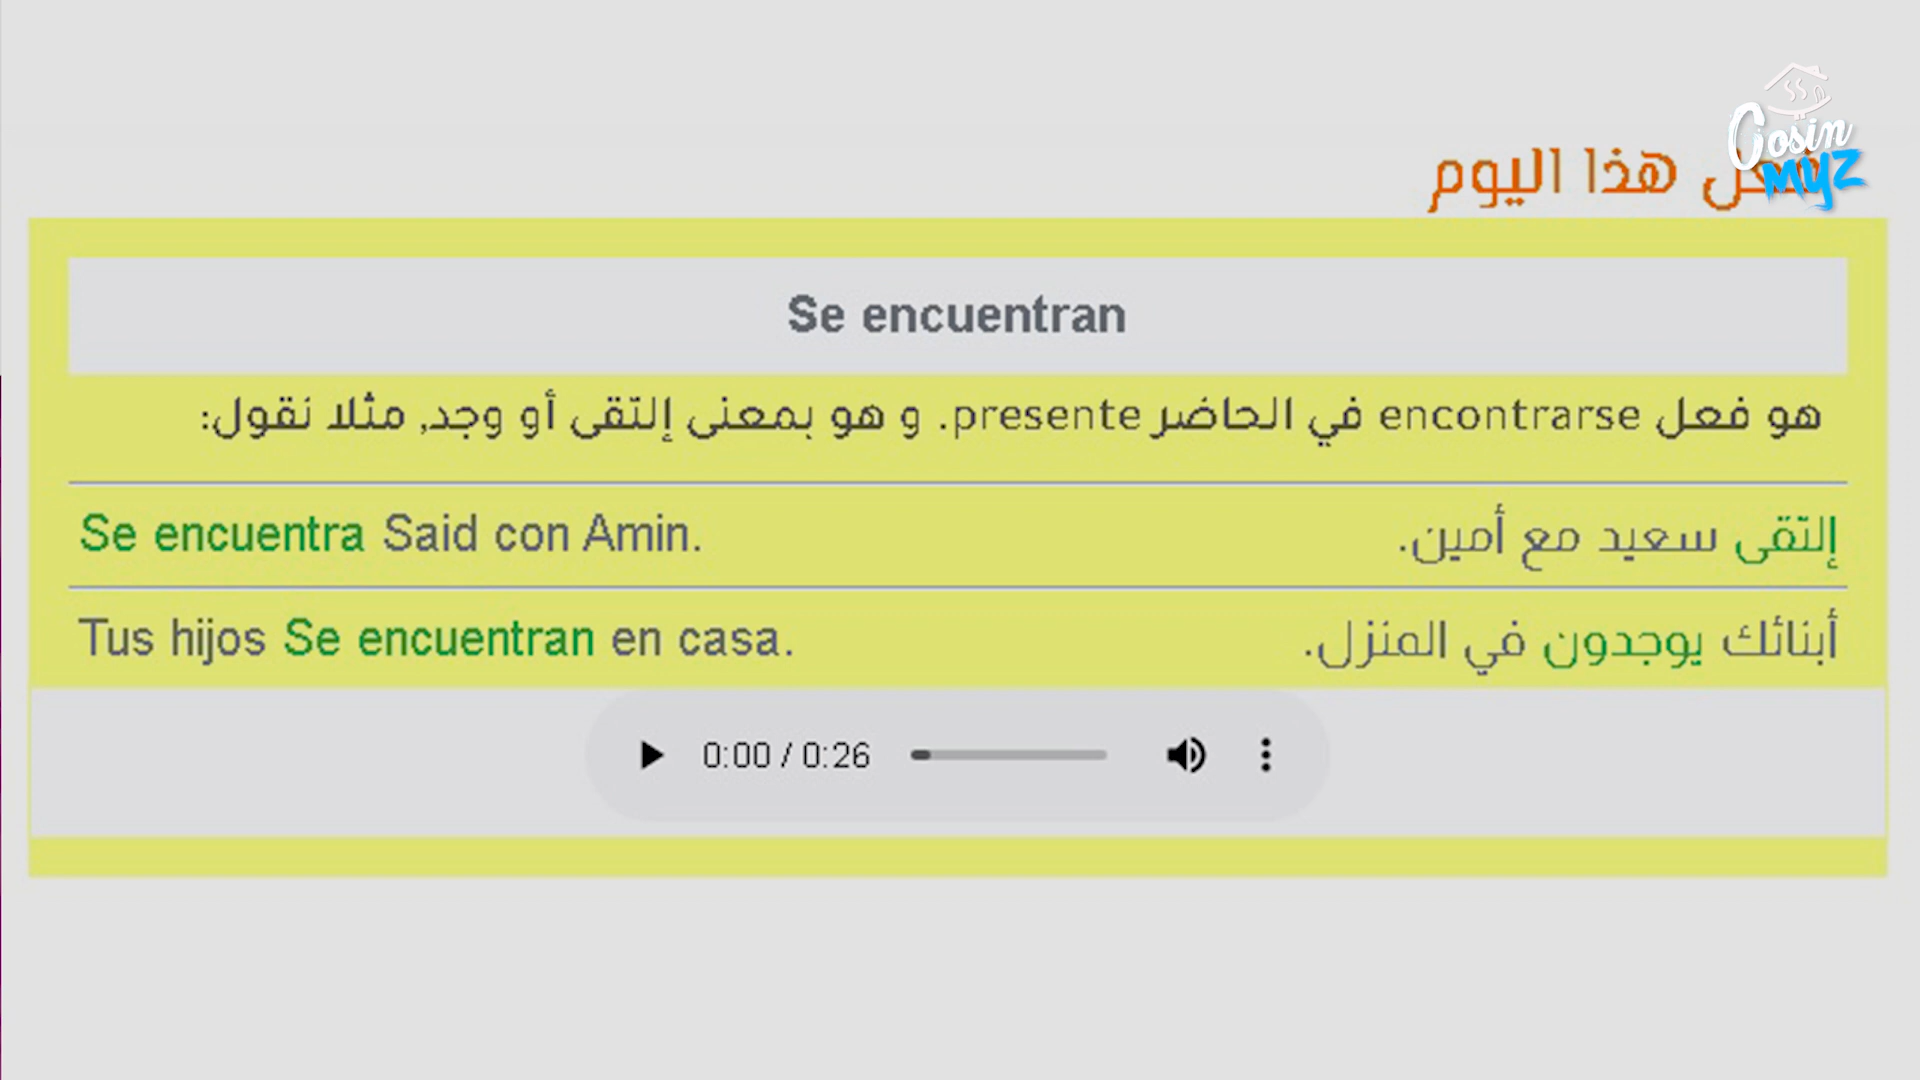 Cosin
myz
فعل هذا اليوم
Se encuentran
هو فعل encontrarse في الحاضر presente. و هو بمعنى إلتقى أو وجد, مثلا نقول:
Se encuentra Said con Amin.
إلتقى سعيد مع أمين.
Tus hijos Se encuentran en casa.
أبنائك يوجدون في المنزل.
0:00 / 0:26